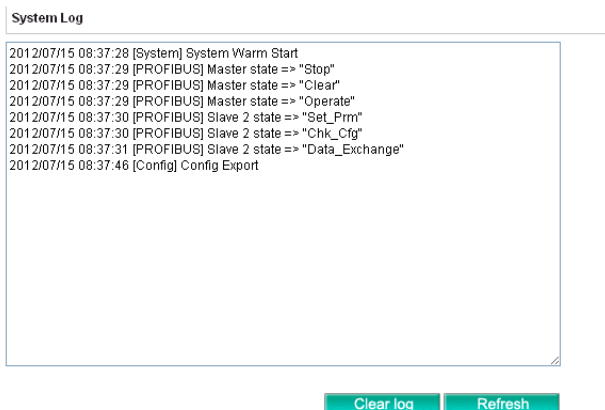 System Log
2012/07/15 08:37:28 [System] System Warm Start
2012/07/15 08:37:29 [PROFIBUS] Master state => "Stop"
2012/07/15 08:37:29 [PROFIBUS] Master state => "Clear"
2012/07/15 08:37:29 [PROFIBUS] Master state => "Operate"
2012/07/15 08:37:30 [PROFIBUS] Slave 2 state => "Set_Prm"
2012/07/15 08:37:30 [PROFIBUS] Slave 2 state => "Chk_Cfg"
2012/07/15 08:37:31 [PROFIBUS] Slave 2 state => "Data_Exchange"
2012/07/15 08:37:46 [Config] Config Export
Clear log Refresh